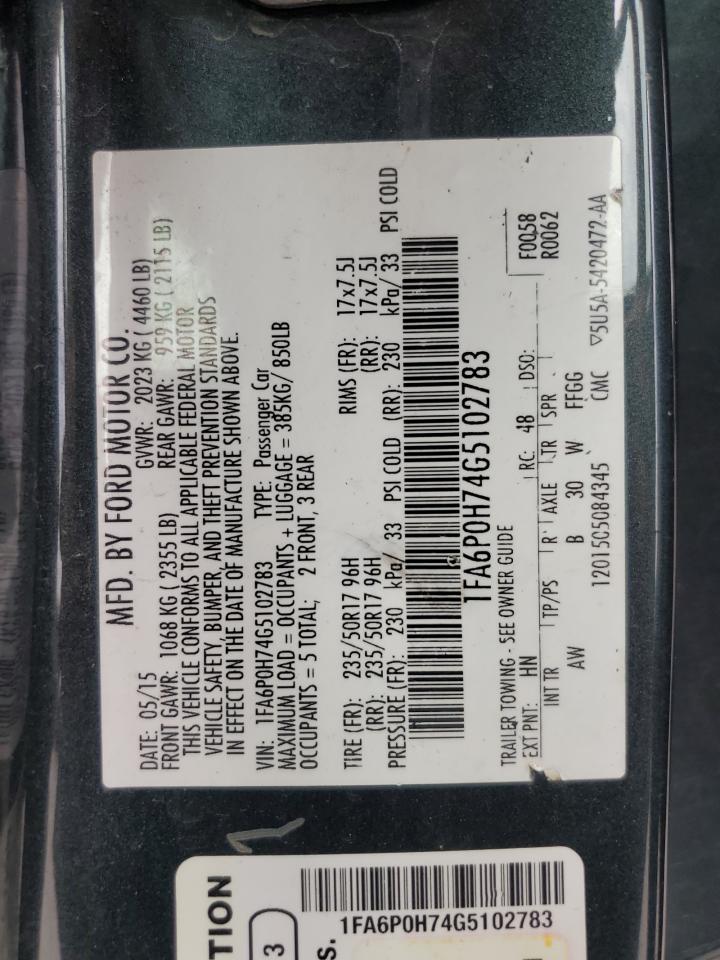 MFD. BY FORD MOTOR CO.
DATE: 05/15 GVWR: 2023 KG ( 4460 LB)
FRONT GAWR: 1068 KG ( 2355 LB) REAR GAWR: 959 KG ( 2115 LB)
THIS VEHICLE CONFORMS TO ALL APPLICABLE FEDERAL MOTOR
VEHICLE SAFETY, BUMPER, AND THEFT PREVENTION STANDARDS
IN EFFECT ON THE DATE OF MANUFACTURE SHOWN ABOVE.
VIN: 1FA6P0H74G5102783 TYPE: Passenger Car
MAXIMUM LOAD = OCCUPANTS + LUGGAGE = 385KG/ 850LB
OCCUPANTS = 5 TOTAL; 2 FRONT, 3 REAR
TIRE (FR): 235/50R17 96H RIMS (FR): 17x7.5J
(RR): 235/50R17 96H (RR): 17x7.5J
PRESSURE (FR): 230 kPa/ 33 PSI COLD (RR): 230 kPa/ 33 PSI COLD
1FA6P0H74G5102783
TRAILER TOWING - SEE OWNER GUIDE
F0058
R0062
EXT PNT: HN RC: 48 DSO:
INT TR TP/PS R AXLE TR SPR
AW B 30 W FFGG
12015C5084345 CMC ▽5U5A-5420472-AA
TION
3
S.
1FA6P0H74G5102783